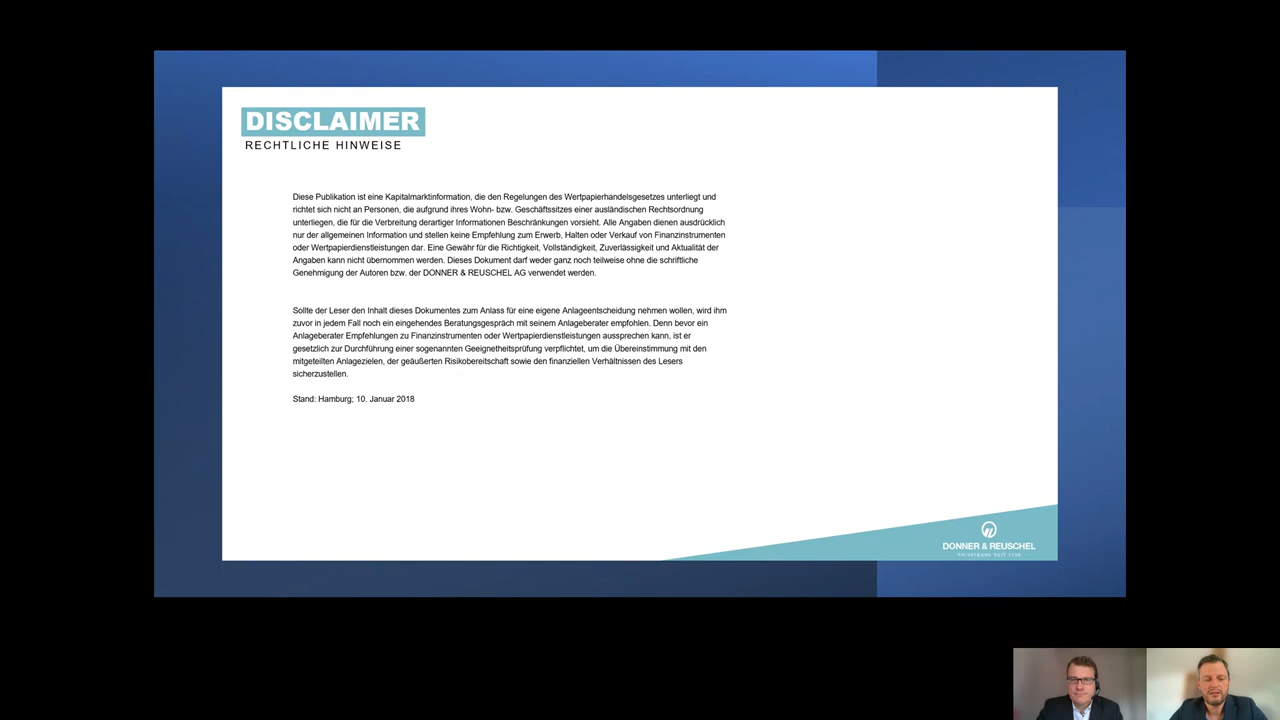 DISCLAIMER
RECHTLICHE HINWEISE
Diese Publikation ist eine Kapitalmarktinformation, die den Regelungen des Wertpapierhandelsgesetzes unterliegt und
richtet sich nicht an Personen, die aufgrund ihres Wohn- bzw. Geschäftssitzes einer ausländischen Rechtsordnung
unterliegen, die für die Verbreitung derartiger Informationen Beschränkungen vorsieht. Alle Angaben dienen ausdrücklich
nur der allgemeinen Information und stellen keine Empfehlung zum Erwerb, Halten oder Verkauf von Finanzinstrumenten
oder Wertpapierdienstleistungen dar. Eine Gewähr für die Richtigkeit, Vollständigkeit, Zuverlässigkeit und Aktualität der
Angaben kann nicht übernommen werden. Dieses Dokument darf weder ganz noch teilweise ohne die schriftliche
Genehmigung der Autoren bzw. der DONNER & REUSCHEL AG verwendet werden.
Sollte der Leser den Inhalt dieses Dokumentes zum Anlass für eine eigene Anlageentscheidung nehmen wollen, wird ihm
zuvor in jedem Fall noch ein eingehendes Beratungsgespräch mit seinem Anlageberater empfohlen. Denn bevor ein
Anlageberater Empfehlungen zu Finanzinstrumenten oder Wertpapierdienstleistungen aussprechen kann, ist er
gesetzlich zur Durchführung einer sogenannten Geeignetheitsprüfung verpflichtet, um die Übereinstimmung mit den
mitgeteilten Anlagezielen, der geäußerten Risikobereitschaft sowie den finanziellen Verhältnissen des Lesers
sicherzustellen.
Stand: Hamburg; 10. Januar 2018
DONNER & REUSCHEL
PRIVATBANK SEIT 1798